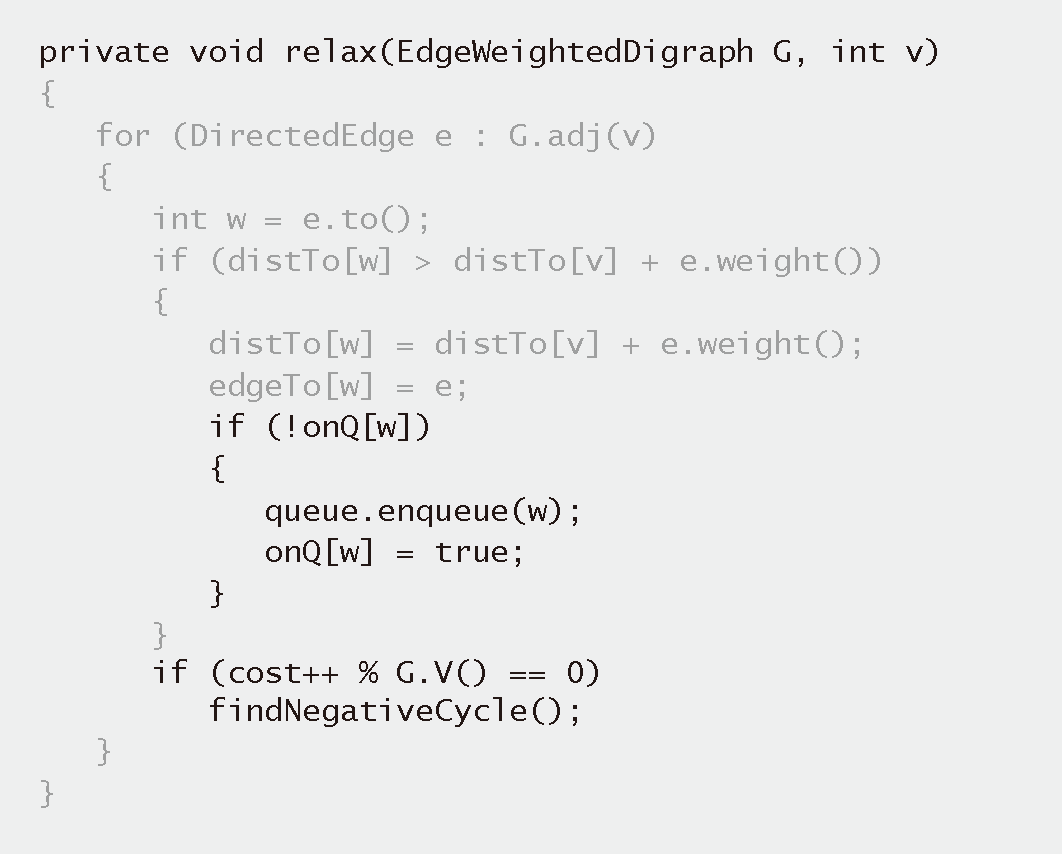 private void relax(EdgeWeightedDigraph G, int v)
{
   for (DirectedEdge e : G.adj(v)
   {
      int w = e.to();
      if (distTo[w] > distTo[v] + e.weight())
      {
         distTo[w] = distTo[v] + e.weight();
         edgeTo[w] = e;
         if (!onQ[w])
         {
            queue.enqueue(w);
            onQ[w] = true;
         }
      }
      if (cost++ % G.V() == 0)
         findNegativeCycle();
   }
}